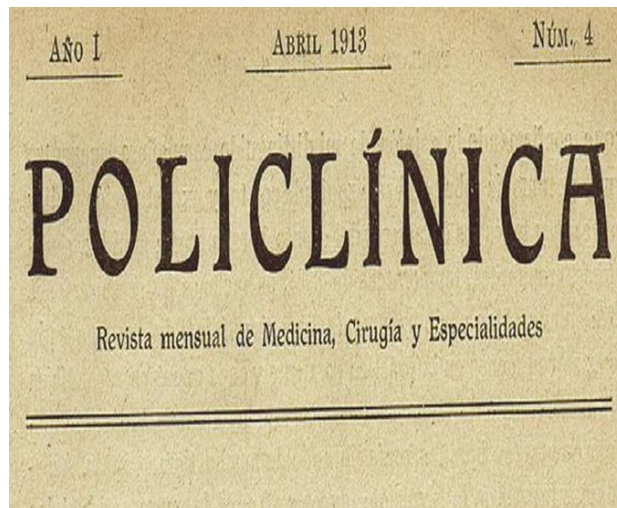 Año I Abril 1913 Núm. 4
POLICLÍNICA
Revista mensual de Medicina, Cirugía y Especialidades